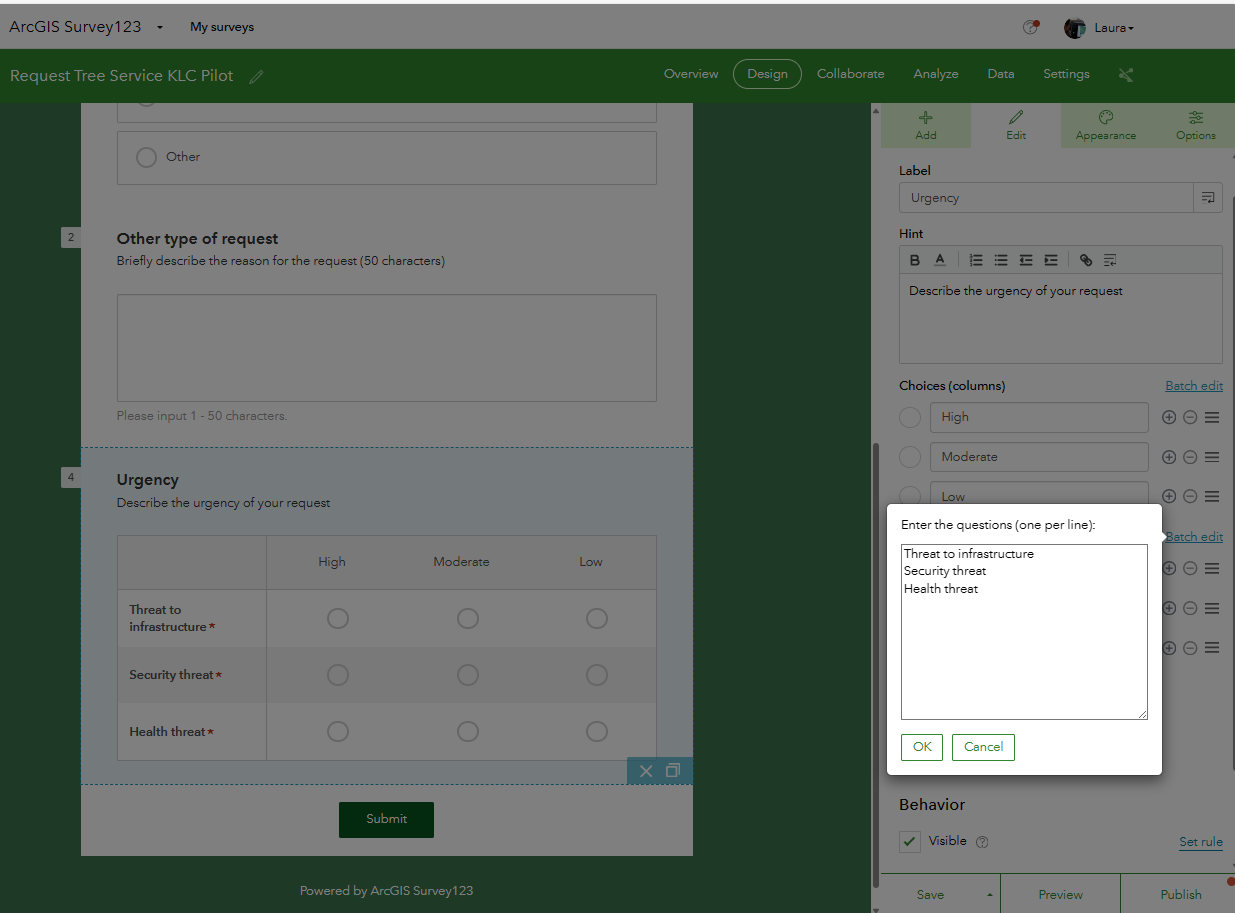 ArcGIS Survey123 My surveys Laura
Request Tree Service KLC Pilot Overview Design Collaborate Analyze Data Settings
Other
2
Other type of request
Briefly describe the reason for the request (50 characters)
Please input 1 - 50 characters.
4
Urgency
Describe the urgency of your request
High Moderate Low
Threat to
infrastructure *
Security threat *
Health threat *
Submit
Powered by ArcGIS Survey123
Add Edit Appearance Options
Label
Urgency
Hint
B A
Describe the urgency of your request
Choices (columns) Batch edit
High
Moderate
Low
Batch edit
Enter the questions (one per line):
Threat to infrastructure
Security threat
Health threat
OK Cancel
Behavior
Visible Set rule
Save Preview Publish